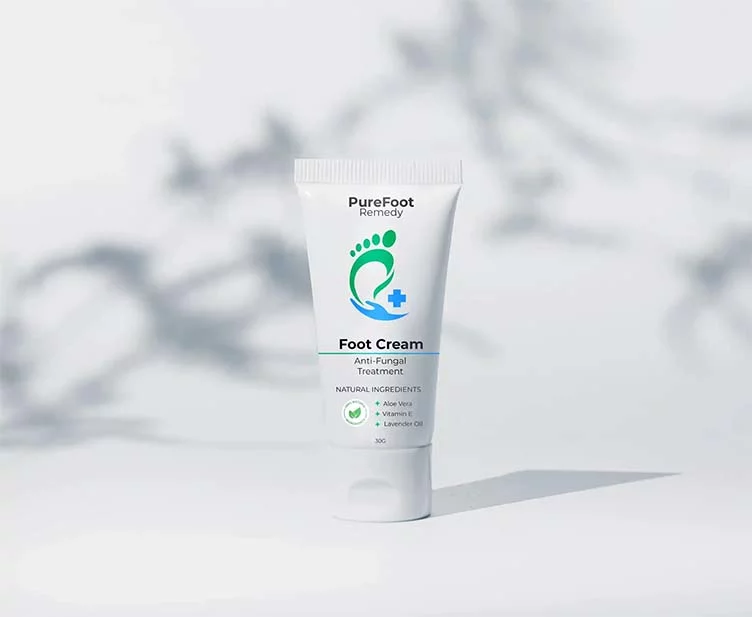 PureFoot
Remedy
Foot Cream
Anti-Fungal
Treatment
NATURAL INGREDIENTS
Aloe Vera
Vitamin E
Lavender Oil
30G